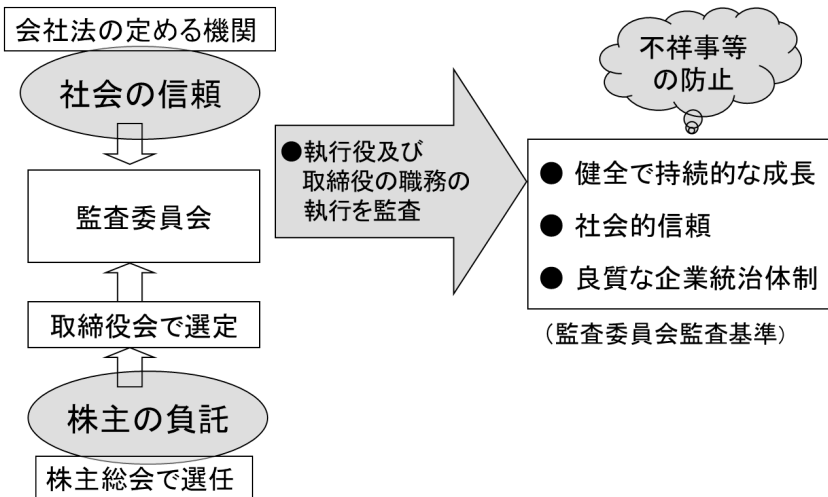 会社法の定める機関
社会の信頼
監査委員会
取締役会で選定
株主の負託
株主総会で選任
●執行役及び
取締役の職務の
執行を監査
不祥事等
の防止
● 健全で持続的な成長
● 社会的信頼
● 良質な企業統治体制
（監査委員会監査基準）